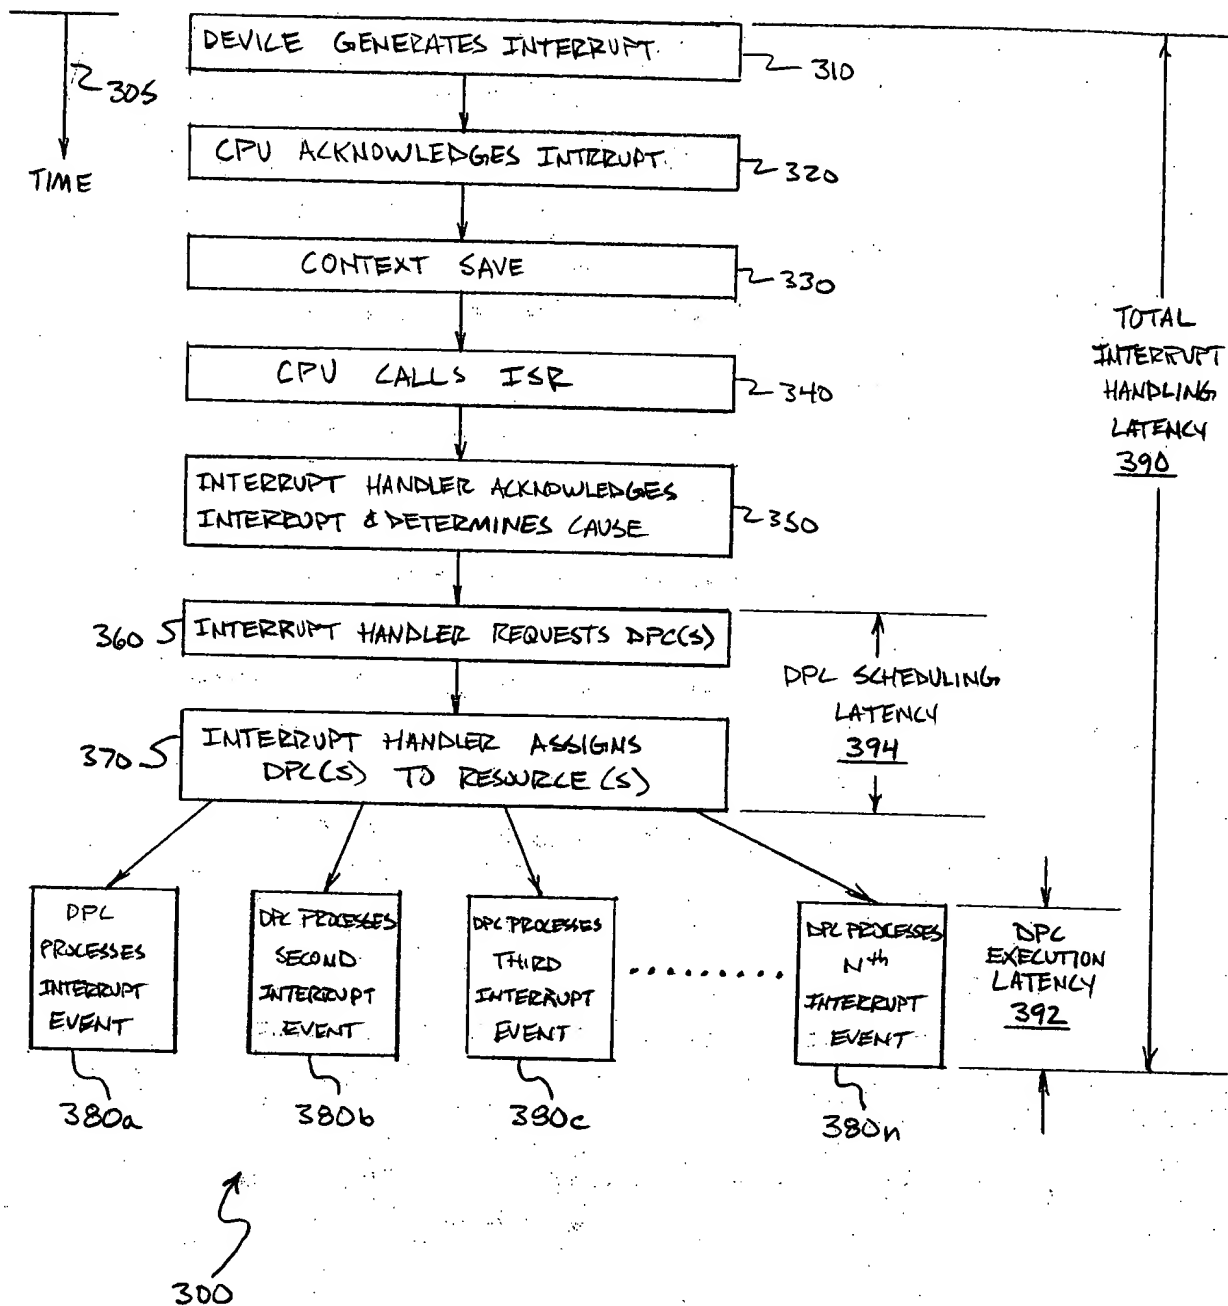 DEVICE GENERATES INTERRUPT
310
305
TIME
CPU ACKNOWLEDGES INTRRUPT
320
CONTEXT SAVE
330
CPU CALLS ISR
340
INTERRUPT HANDLER ACKNOWLEDGES
INTERRUPT & DETERMINES CAUSE
350
TOTAL
INTERRUPT
HANDLING
LATENCY
390
360
INTERRUPT HANDLER REQUESTS DPC(S)
370
INTERRUPT HANDLER ASSIGNS
DPC(S) TO RESOURCE(S)
DPC SCHEDULING
LATENCY
394
DPC
PROCESSES
INTERRUPT
EVENT
380a
DPC PROCESSES
SECOND
INTERRUPT
EVENT
380b
DPC PROCESSES
THIRD
INTERRUPT
EVENT
380c
DPC PROCESSES
Nth
INTERRUPT
EVENT
380n
DPC
EXECUTION
LATENCY
392
300